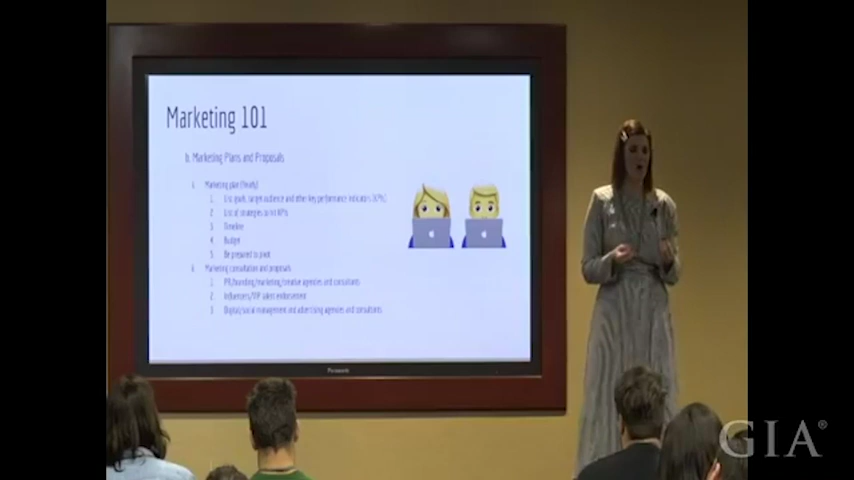 Marketing 101
b. Marketing Plans and Proposals
i. Marketing plan (Yearly)
1. List goals, target audience and other key performance indicators (KPIs)
2. List of strategies to hit KPIs
3. Timeline
4. Budget
5. Be prepared to pivot
ii. Marketing consultation and proposals
1. PR/branding/marketing/creative agencies and consultants
2. Influencers/VIP talent endorsement
3. Digital/social management and advertising agencies and consultants
Panasonic
GIA®